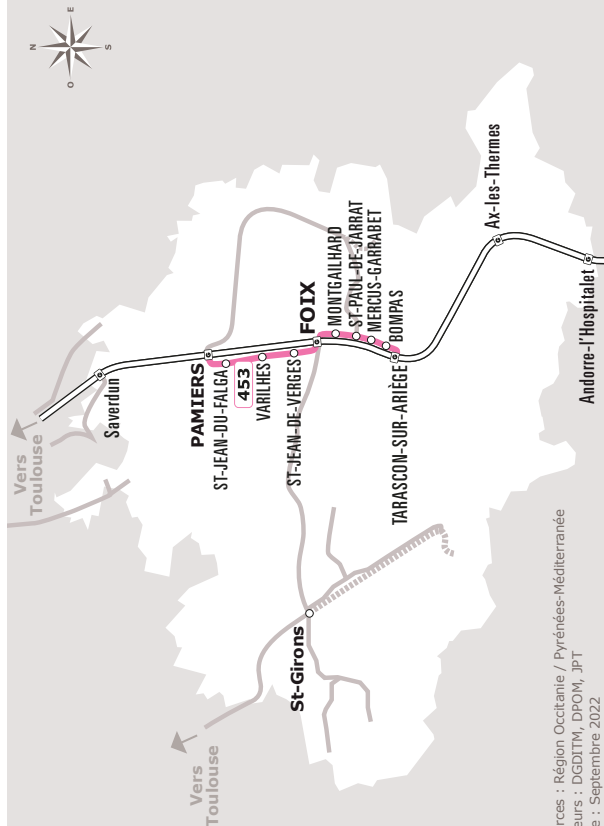 N
E
S
O
Vers
Toulouse
Saverdun
PAMIERS
ST-JEAN-DU-FALGA
453
VARILHES
ST-JEAN-DE-VERGES
FOIX
MONTGAILHARD
ST-PAUL-DE-JARRAT
MERCUS-GARRABET
BOMPAS
TARASCON-SUR-ARIÈGE
Ax-les-Thermes
Andorre-l'Hospitalet
St-Girons
Vers
Toulouse
rces : Région Occitanie / Pyrénées-Méditerranée
eurs : DGDITM, DPOM, JPT
e : Septembre 2022